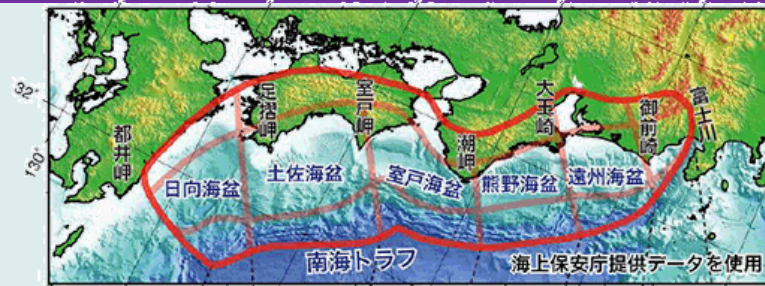 32°
130°
都井岬
足摺岬
室戸岬
潮岬
大王崎
御前崎
富士川
日向海盆
土佐海盆
室戸海盆
熊野海盆
遠州海盆
南海トラフ
海上保安庁提供データを使用